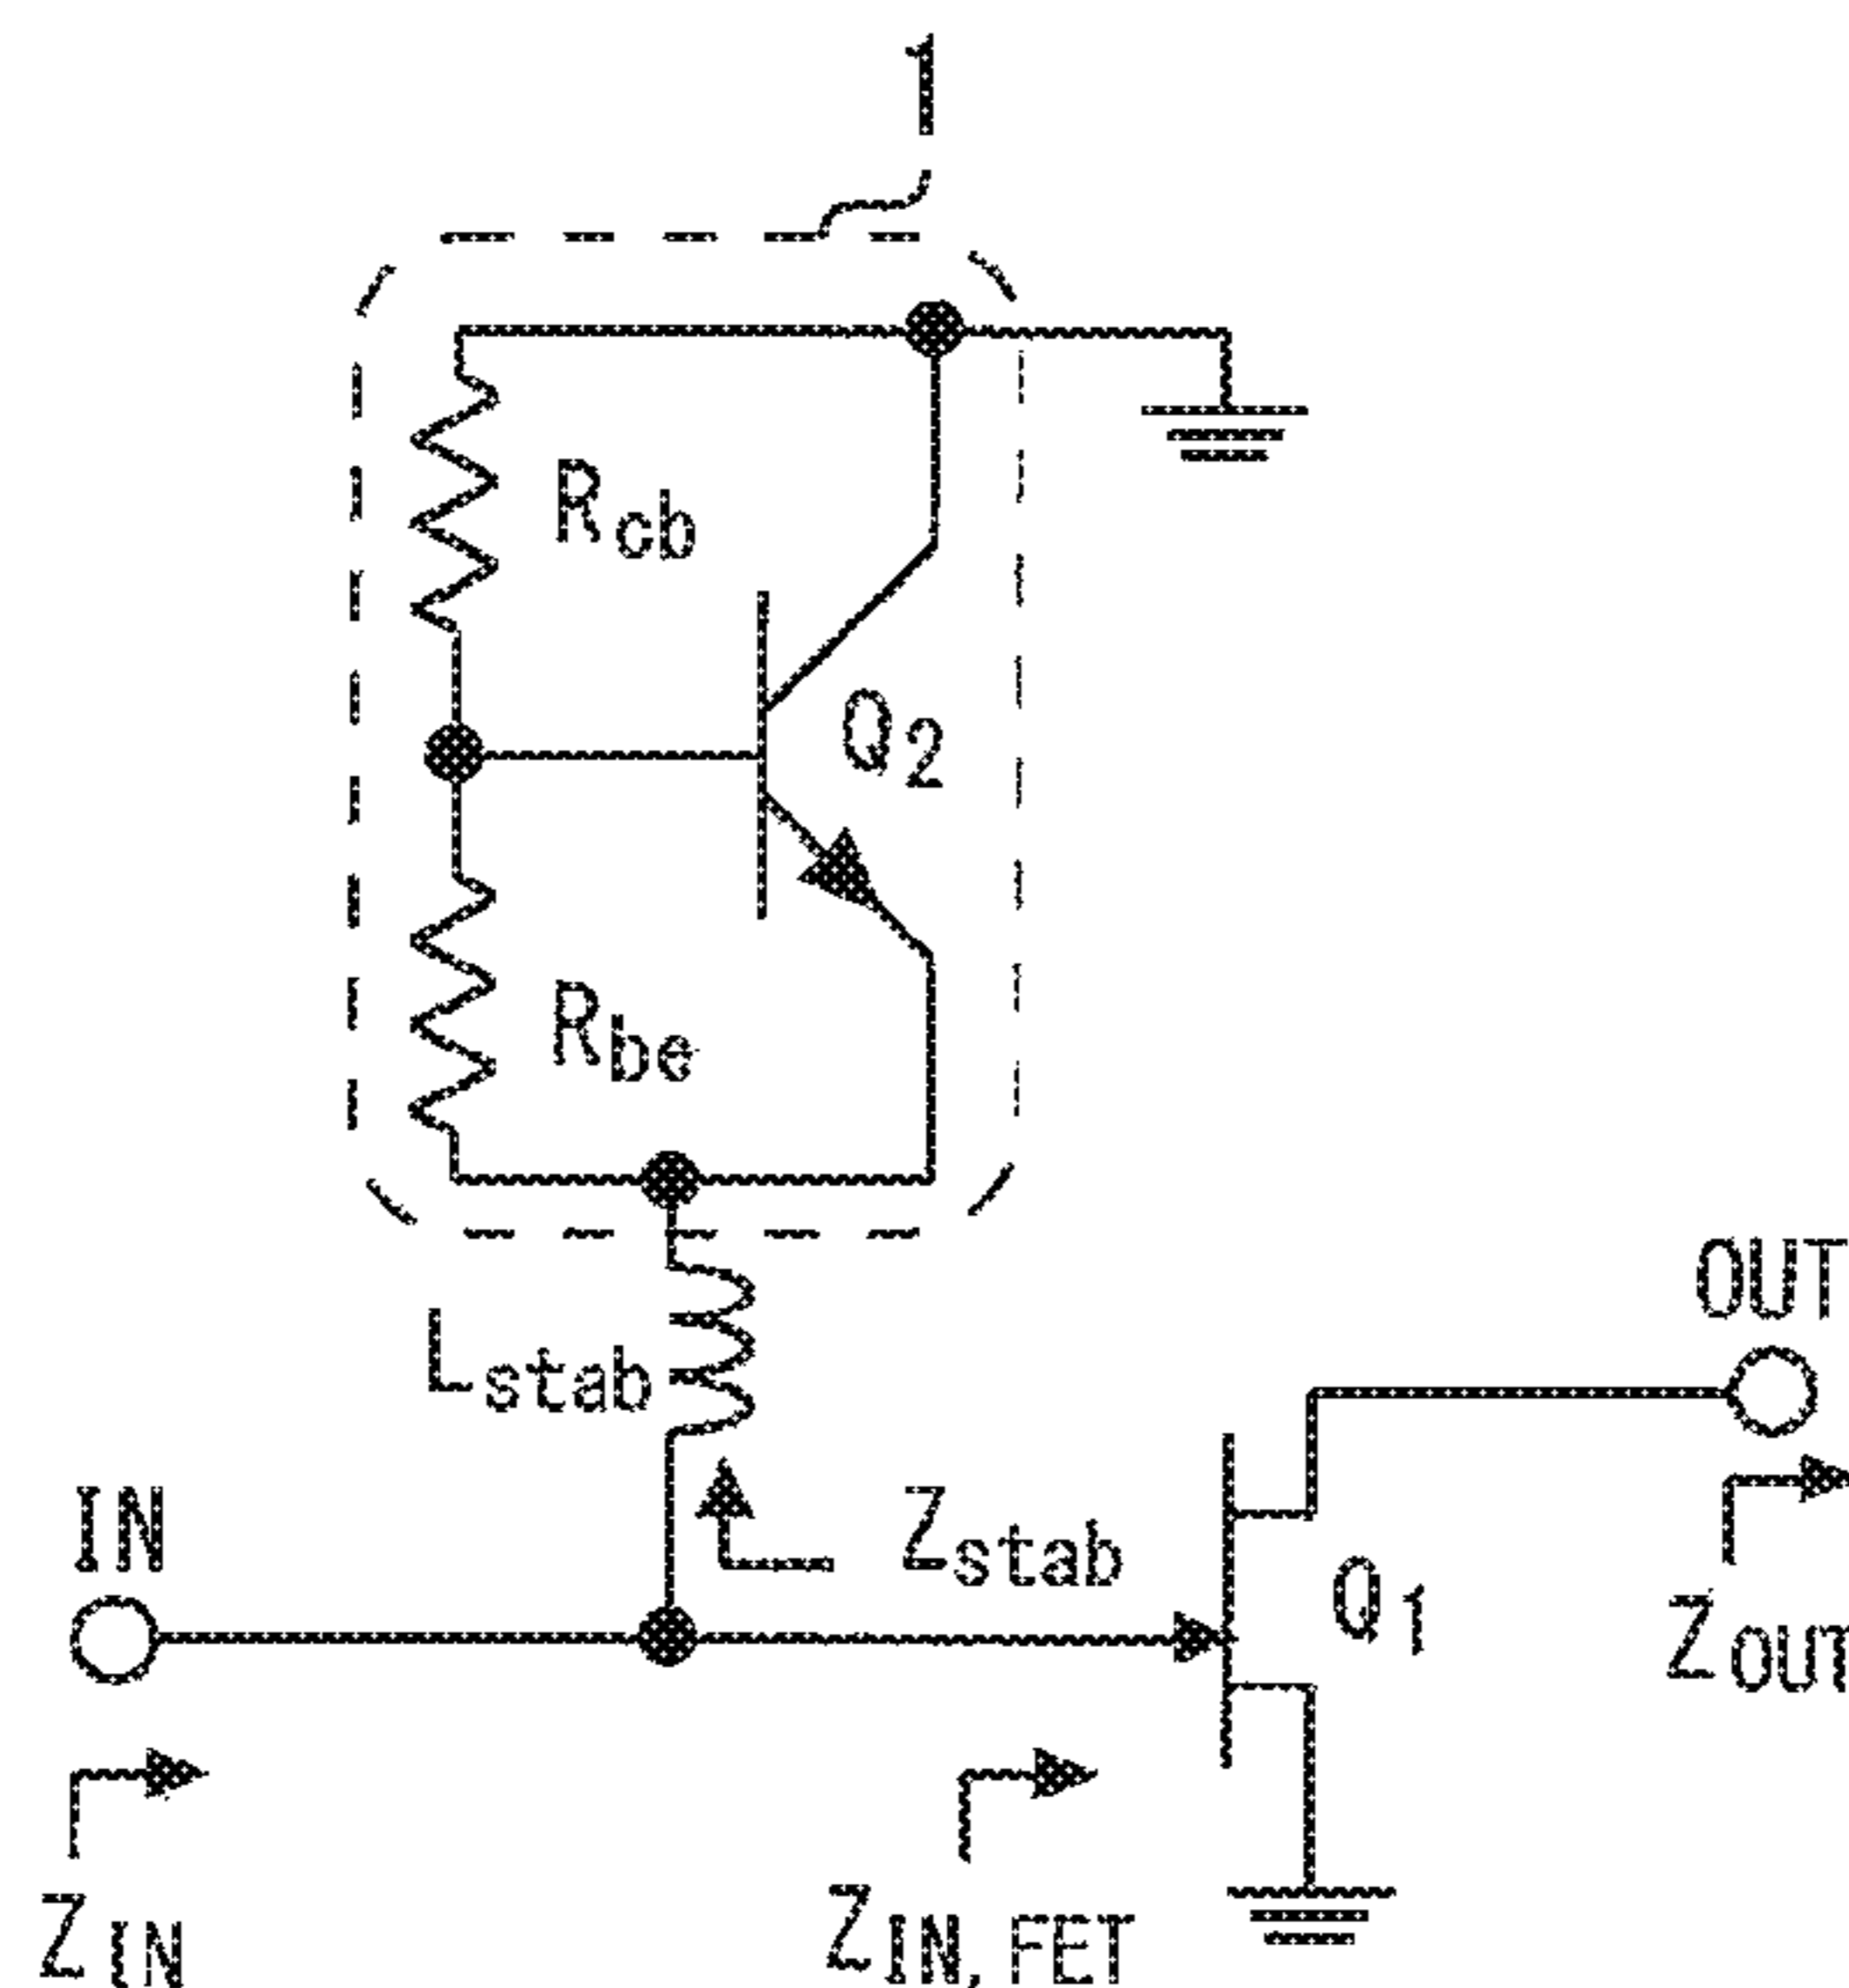 1
Rcb
Q2
Rbe
Lstab
OUT
IN
Zstab
Q1
ZOUT
ZIN
ZIN, FET